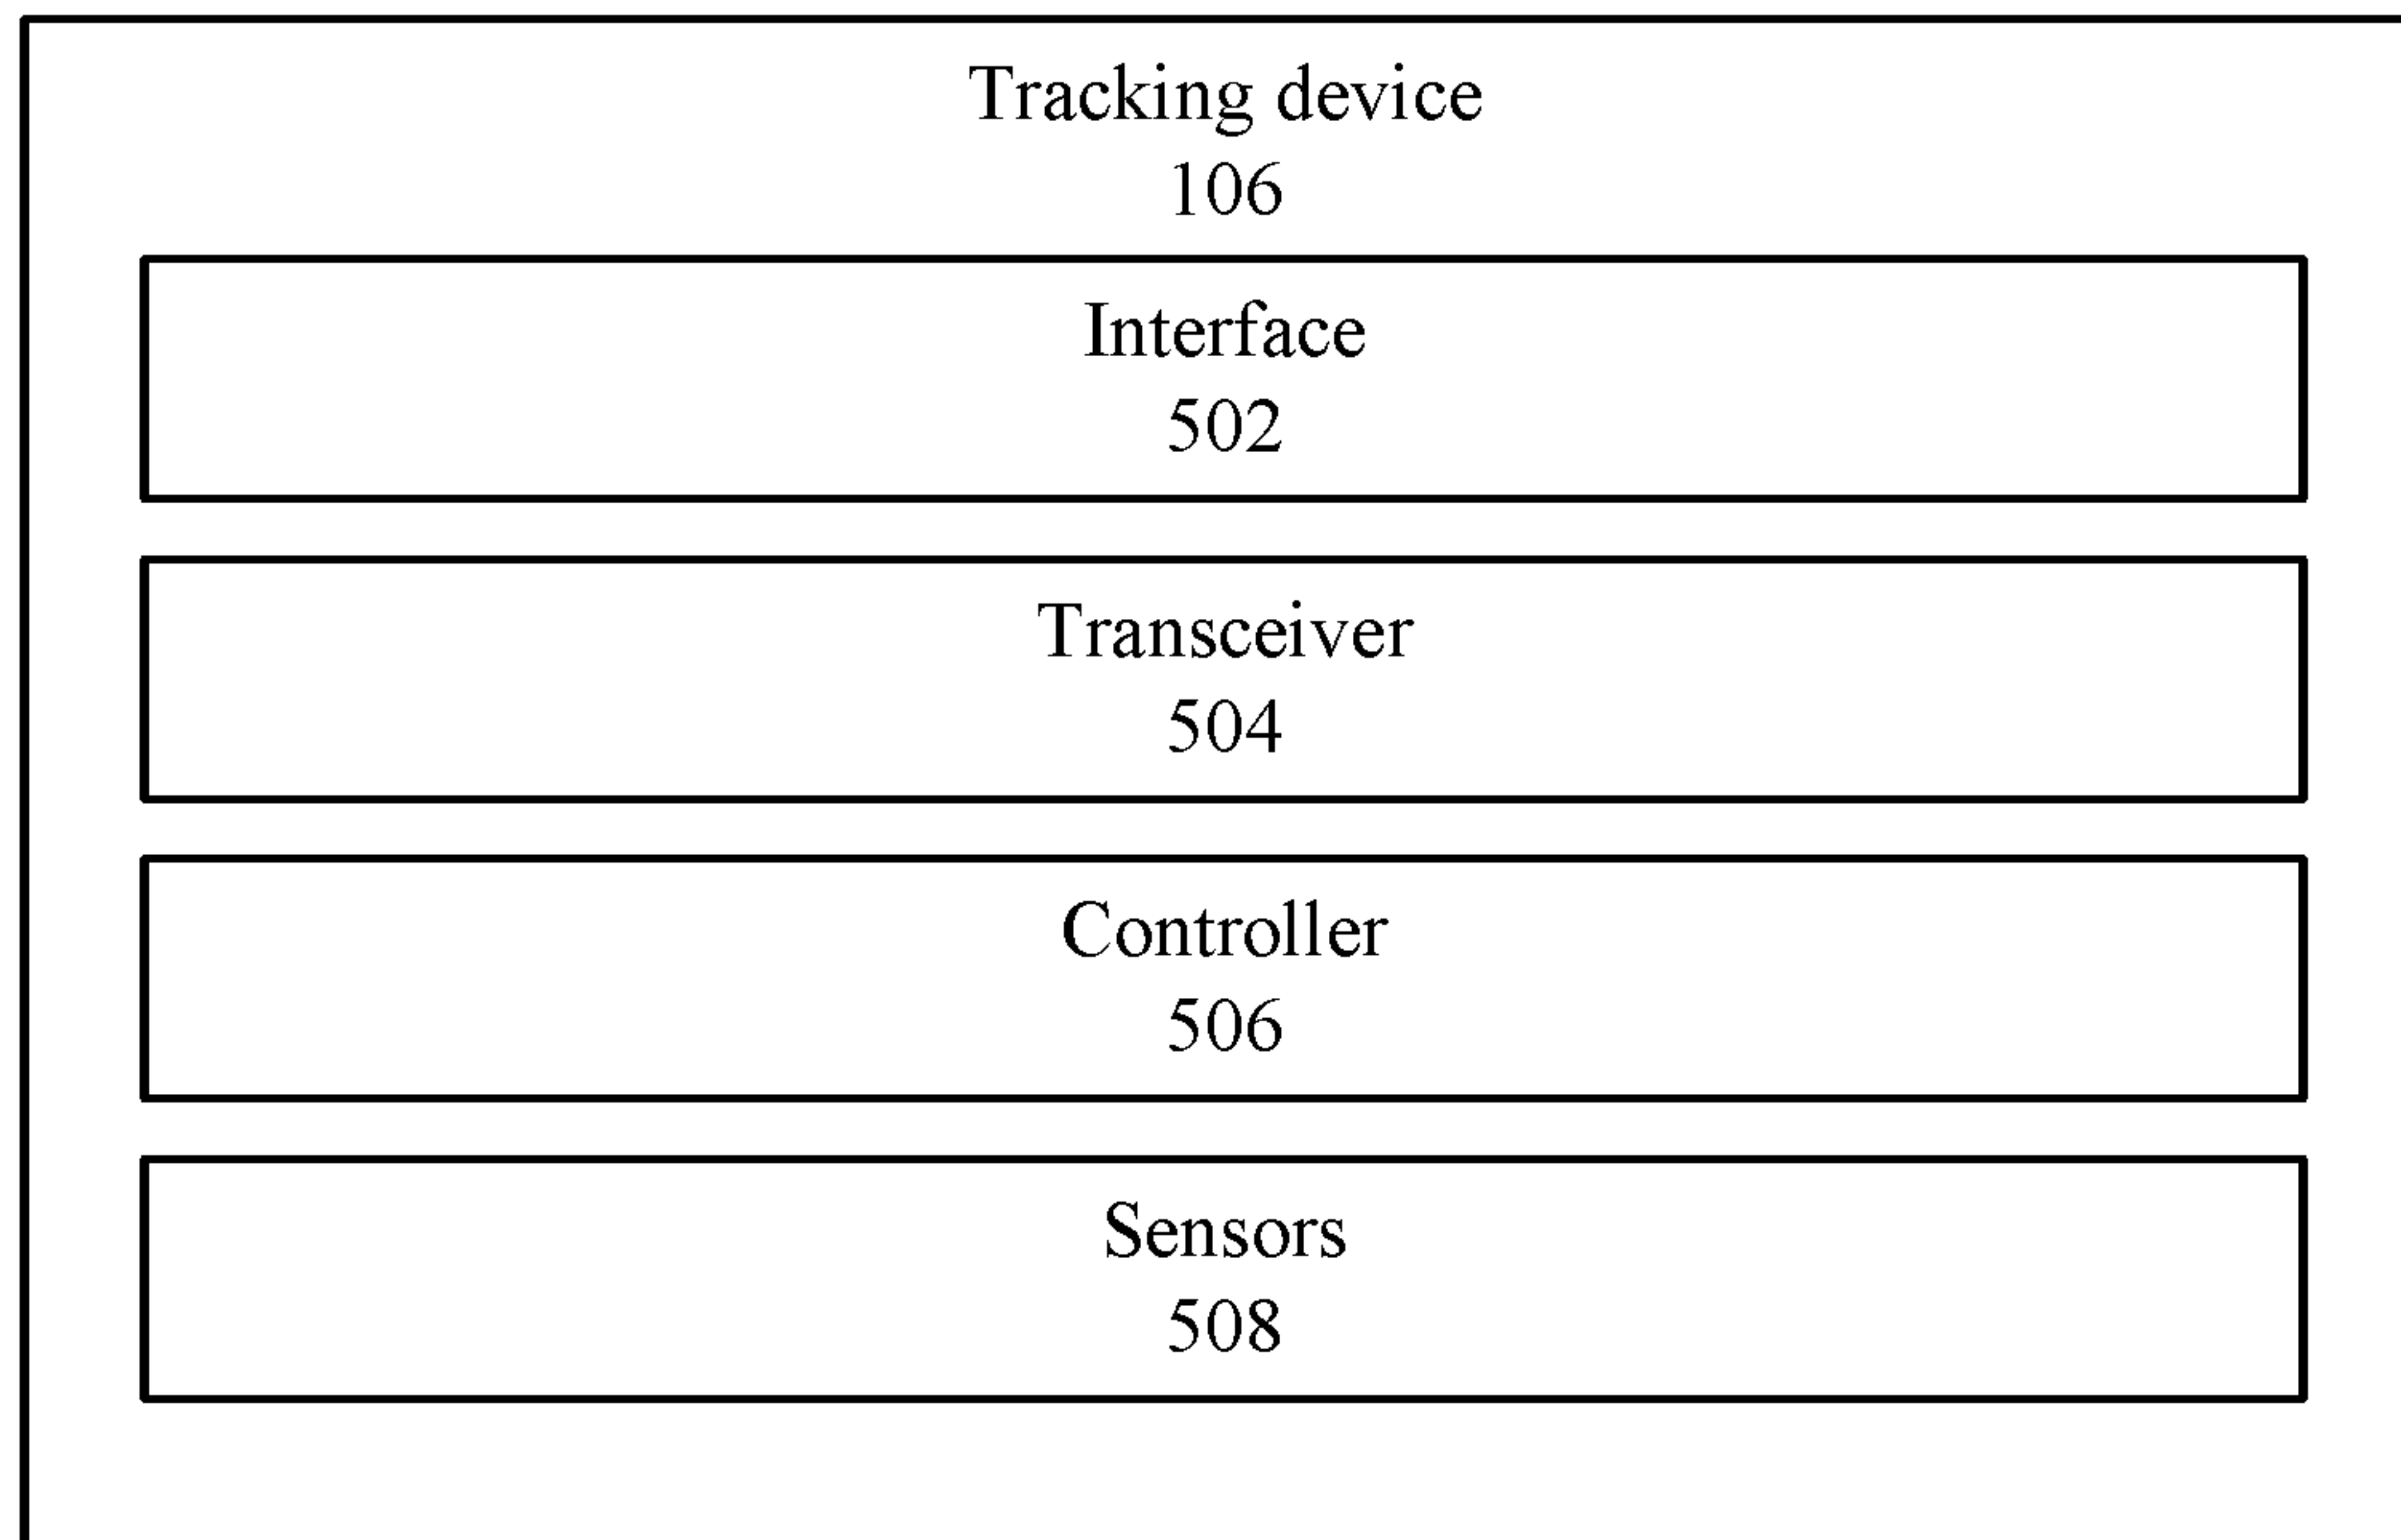 Tracking device
106
Interface
502
Transceiver
504
Controller
506
Sensors
508